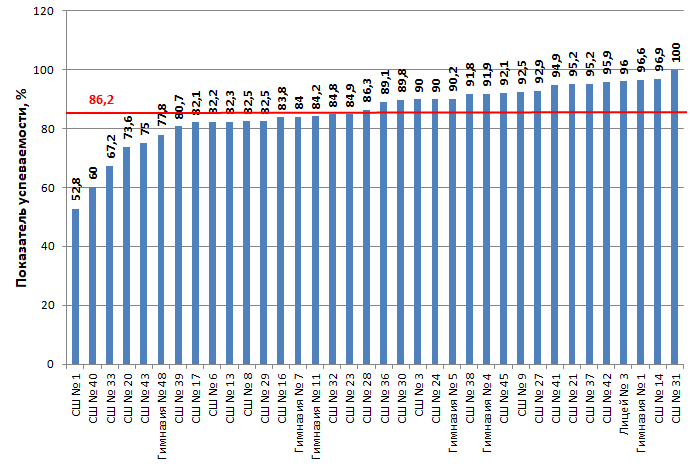 Показатель успеваемости, %
120
100
80
60
40
20
0
86,2
52,8
60
67,2
73,6
75
77,8
80,7
82,1
82,2
82,3
82,5
82,5
83,8
84
84,2
84,8
84,9
86,3
89,1
89,8
90
90
90,2
91,8
91,9
92,1
92,5
92,9
94,9
95,2
95,2
95,9
96
96,6
96,9
100
СШ № 1
СШ № 40
СШ № 33
СШ № 20
СШ № 43
Гимназия № 48
СШ № 39
СШ № 17
СШ № 6
СШ № 13
СШ № 8
СШ № 29
СШ № 16
Гимназия № 7
Гимназия № 11
СШ № 32
СШ № 23
СШ № 28
СШ № 36
СШ № 30
СШ № 3
СШ № 24
Гимназия № 5
СШ № 38
Гимназия № 4
СШ № 45
СШ № 9
СШ № 27
СШ № 41
СШ № 21
СШ № 37
СШ № 42
Лицей № 3
Гимназия № 1
СШ № 14
СШ № 31